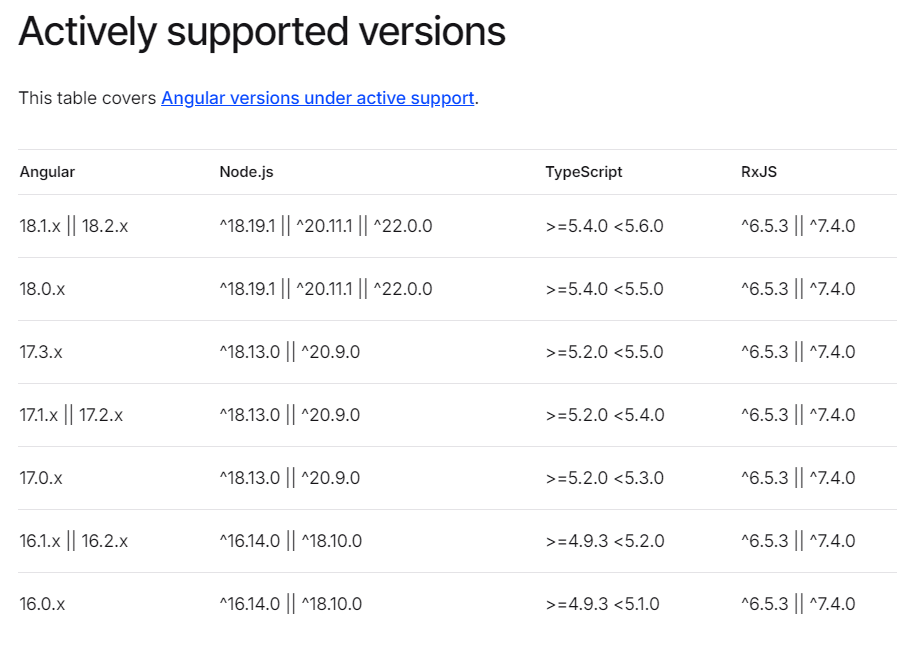 Actively supported versions
This table covers Angular versions under active support.
Angular Node.js TypeScript RxJS
18.1.x || 18.2.x ^18.19.1 || ^20.11.1 || ^22.0.0 >=5.4.0 <5.6.0 ^6.5.3 || ^7.4.0
18.0.x ^18.19.1 || ^20.11.1 || ^22.0.0 >=5.4.0 <5.5.0 ^6.5.3 || ^7.4.0
17.3.x ^18.13.0 || ^20.9.0 >=5.2.0 <5.5.0 ^6.5.3 || ^7.4.0
17.1.x || 17.2.x ^18.13.0 || ^20.9.0 >=5.2.0 <5.4.0 ^6.5.3 || ^7.4.0
17.0.x ^18.13.0 || ^20.9.0 >=5.2.0 <5.3.0 ^6.5.3 || ^7.4.0
16.1.x || 16.2.x ^16.14.0 || ^18.10.0 >=4.9.3 <5.2.0 ^6.5.3 || ^7.4.0
16.0.x ^16.14.0 || ^18.10.0 >=4.9.3 <5.1.0 ^6.5.3 || ^7.4.0